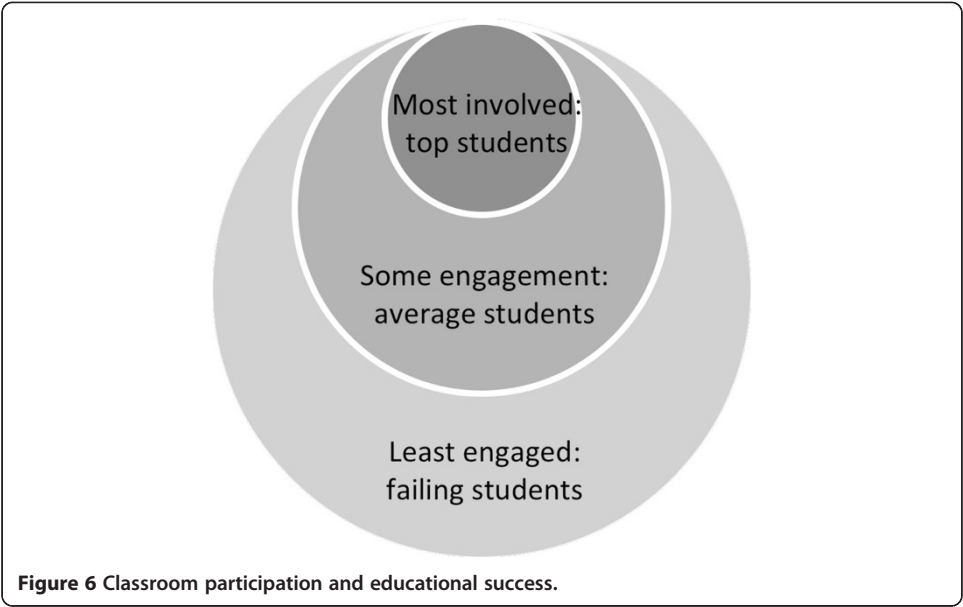 Most involved:
top students
Some engagement:
average students
Least engaged:
failing students
Figure 6 Classroom participation and educational success.